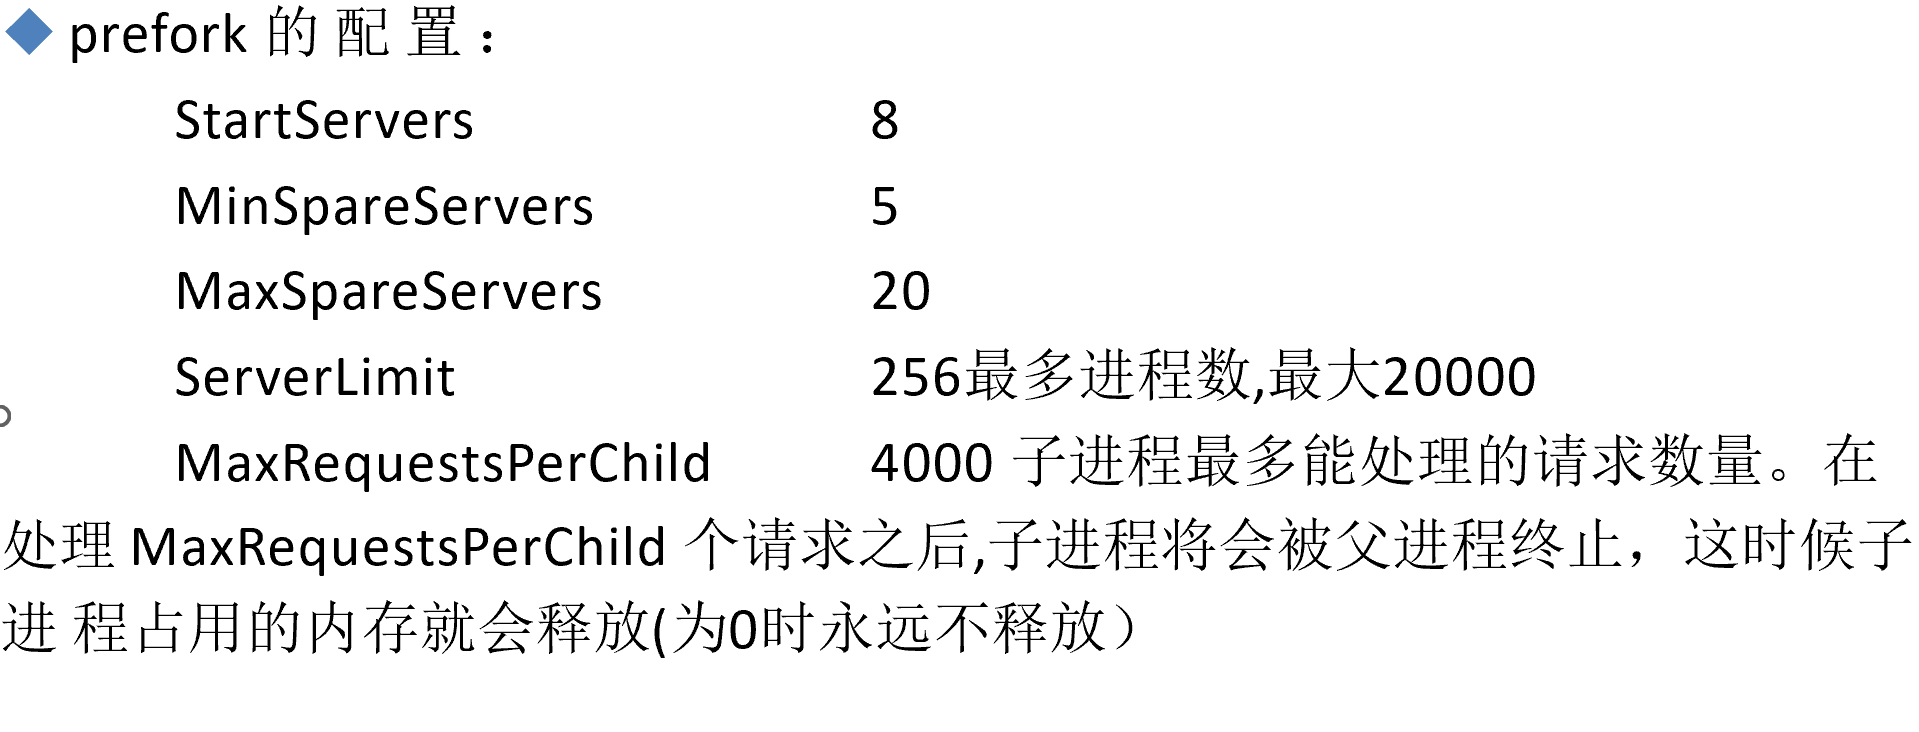 prefork 的 配 置：
StartServers 8
MinSpareServers 5
MaxSpareServers 20
ServerLimit 256最多进程数,最大20000
MaxRequestsPerChild 4000 子进程最多能处理的请求数量。在
处理 MaxRequestsPerChild 个请求之后,子进程将会被父进程终止，这时候子
进 程占用的内存就会释放(为0时永远不释放）